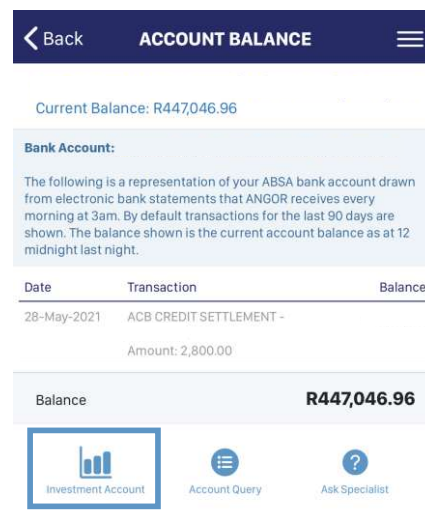 Back ACCOUNT BALANCE
Current Balance: R447,046.96
Bank Account:
The following is a representation of your ABSA bank account drawn
from electronic bank statements that ANGOR receives every
morning at 3am. By default transactions for the last 90 days are
shown. The balance shown is the current account balance as at 12
midnight last night.
Date Transaction Balance
28-May-2021 ACB CREDIT SETTLEMENT -
Amount: 2,800.00
Balance R447,046.96
Investment Account Account Query Ask Specialist